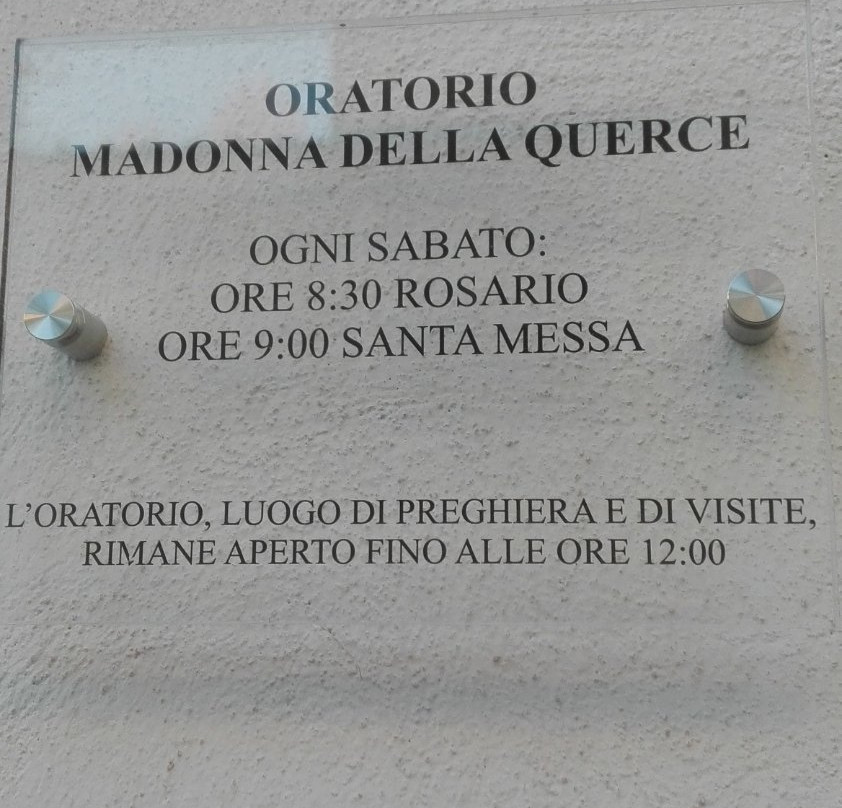 ORATORIO
MADONNA DELLA QUERCE
OGNI SABATO:
ORE 8:30 ROSARIO
ORE 9:00 SANTA MESSA
L'ORATORIO, LUOGO DI PREGHIERA E DI VISITE,
RIMANE APERTO FINO ALLE ORE 12:00